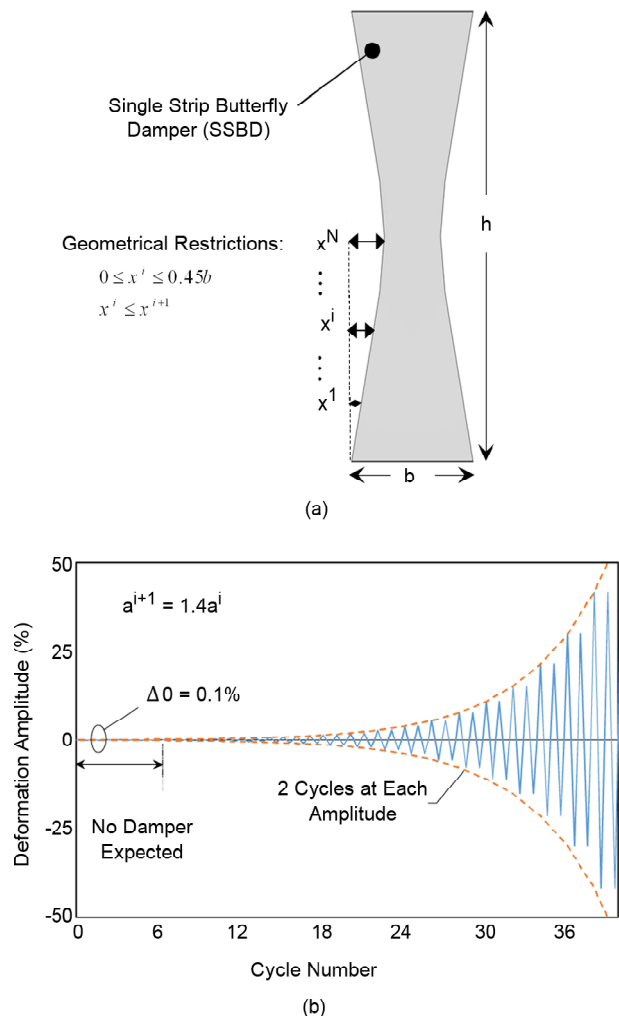 Single Strip Butterfly
Damper (SSBD)
Geometrical Restrictions:
0 ≤ x^i ≤ 0.45b
x^i ≤ x^{i+1}
x^N
⋮
x^i
⋮
x^1
h
b
(a)
50
25
0
-25
-50
Deformation Amplitude (%)
a^{i+1} = 1.4a^i
Δ0 = 0.1%
No Damper
Expected
2 Cycles at Each
Amplitude
0 6 12 18 24 30 36
Cycle Number
(b)